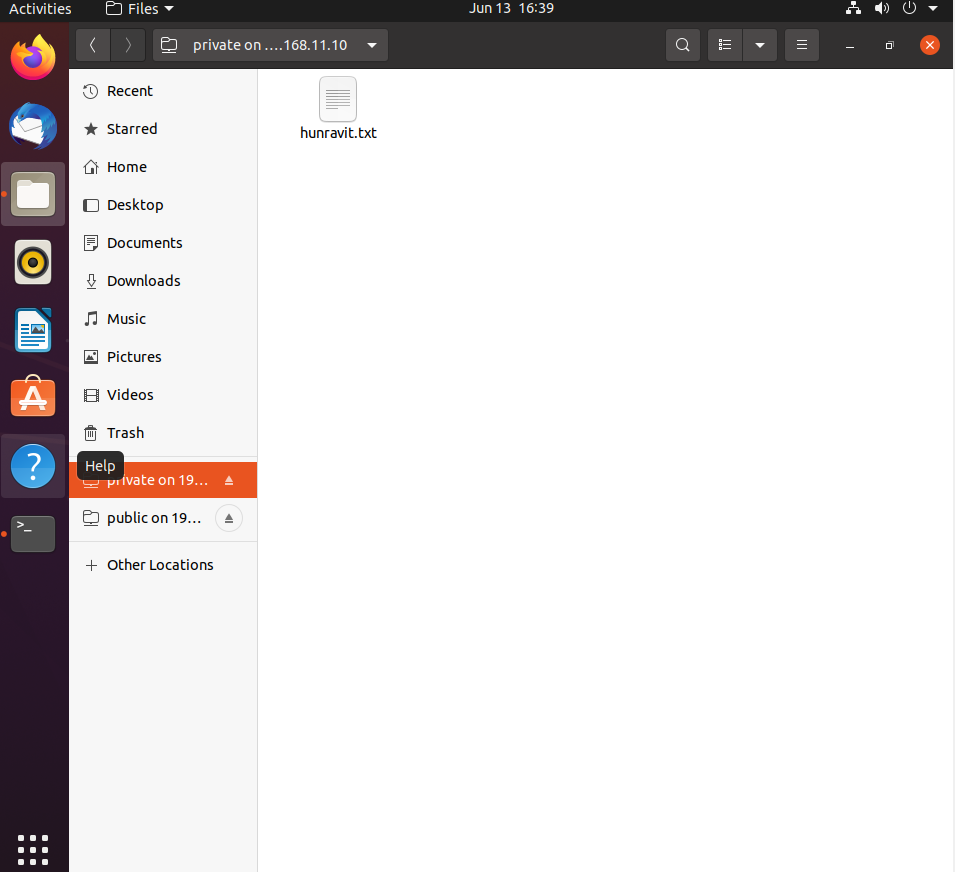 Activities Files Jun 13 16:39
private on ....168.11.10
Recent
Starred
Home
Desktop
Documents
Downloads
Music
Pictures
Videos
Trash
Help
private on 19...
public on 19...
Other Locations
hunravit.txt